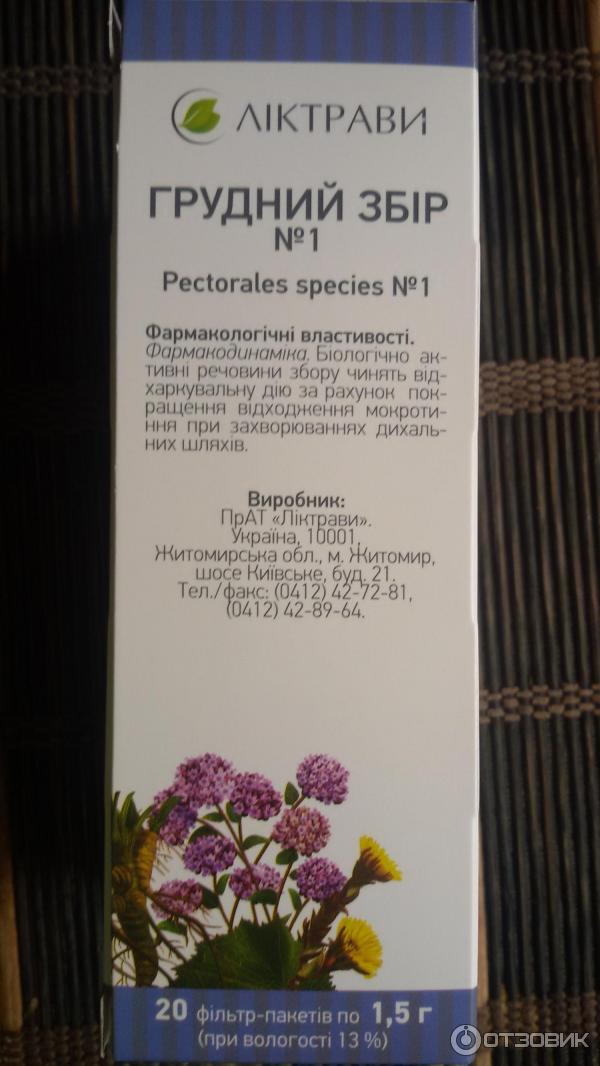 ЛІКТРАВИ
ГРУДНИЙ ЗБІР
№1
Pectorales species №1
Фармакологічні властивості.
Фармакодинаміка. Біологічно ак-
тивні речовини збору чинять від-
харкувальну дію за рахунок пок-
ращення відходження мокроти-
ння при захворюваннях дихаль-
них шляхів.
Виробник:
ПрАТ «Ліктрави».
Україна, 10001,
Житомирська обл., м. Житомир,
шосе Київське, буд. 21.
Тел./факс: (0412) 42-72-81,
(0412) 42-89-64.
20 фільтр-пакетів по 1,5 г
(при вологості 13 %)
ОТЗОВИК